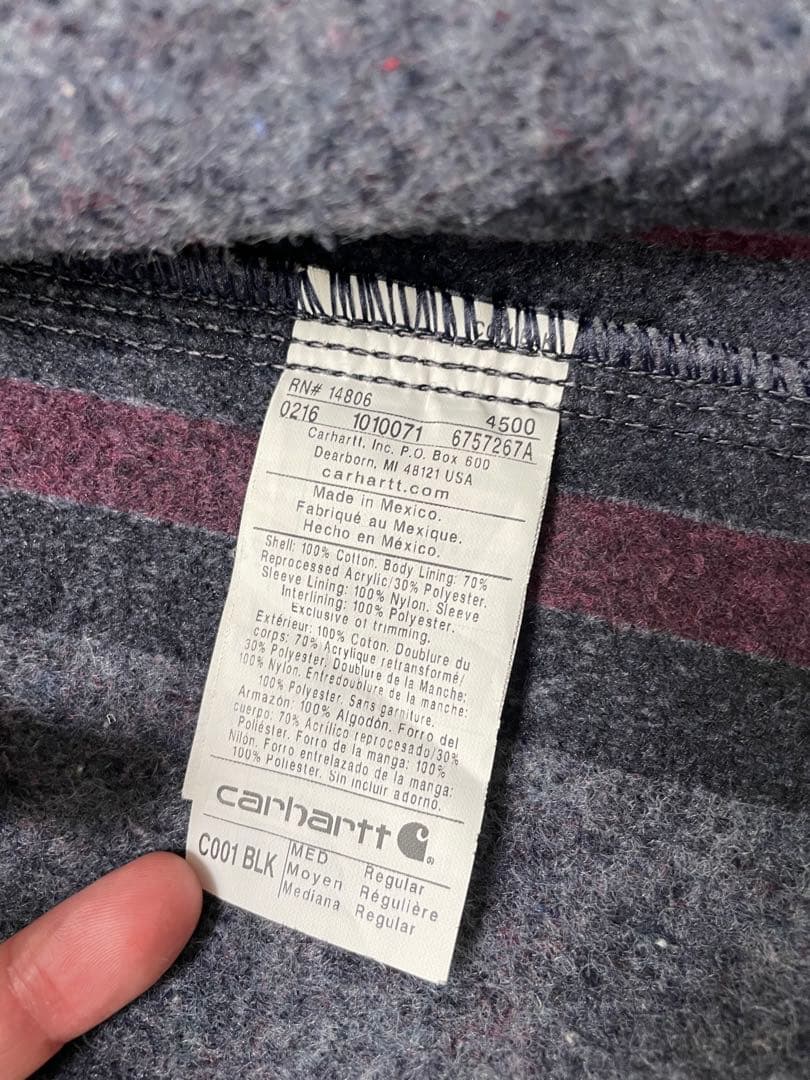 RN# 14806
4500
0216 1010071 6757267A
Carhartt, Inc. P.O. Box 600
Dearborn, MI 48121 USA
carhartt.com
Made in Mexico.
Fabriqué au Mexique.
Hecho en México.
Shell: 100% Cotton. Body Lining: 70%
Reprocessed Acrylic/30% Polyester.
Sleeve Lining: 100% Nylon. Sleeve
Interlining: 100% Polyester.
Exclusive of trimming.
Extérieur: 100% Coton. Doublure du
corps: 70% Acrylique retransformé/
30% Polyester. Doublure de la Manche:
100% Nylon. Entredoublure de la manche:
100% Polyester. Sans garniture.
Armazón: 100% Algodón. Forro del
cuerpo: 70% Acrílico reprocesado/30%
Poliéster. Forro de la manga: 100%
Nilón. Forro entrelazado de la manga:
100% Poliéster. Sin incluir adorno.
carhartt
C001 BLK
MED Regular
Moyen Régulière
Mediana Regular